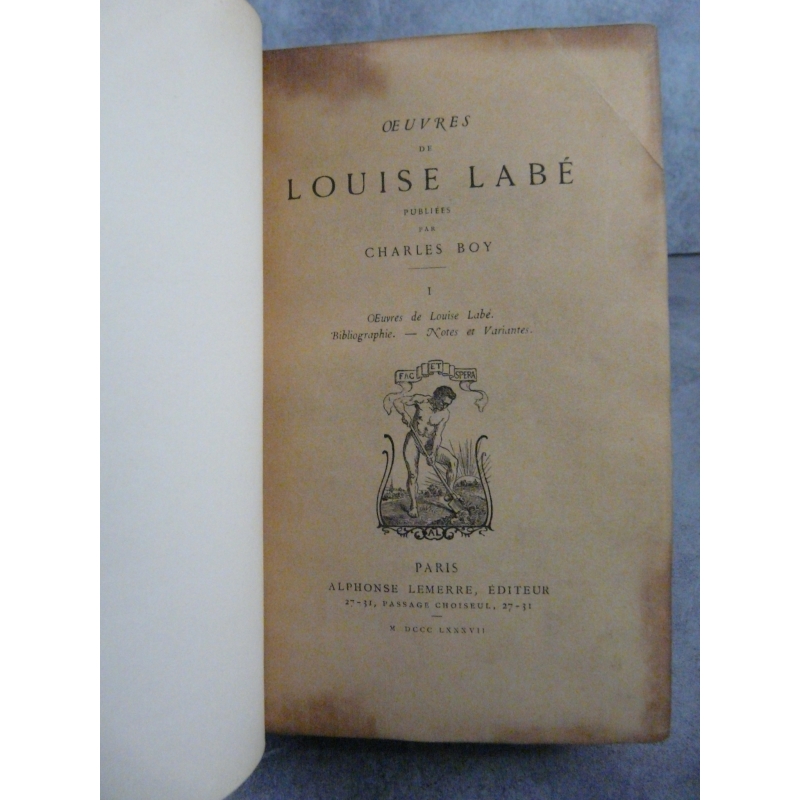 ŒUVRES
DE
LOUISE LABÉ
PUBLIÉES
PAR
CHARLES BOY
I
Œuvres de Louise Labé.
Bibliographie. — Notes et Variantes.
FAC ET SPERA
AL
PARIS
ALPHONSE LEMERRE, ÉDITEUR
27-31, PASSAGE CHOISEUL, 27-31
M DCCC LXXXVII